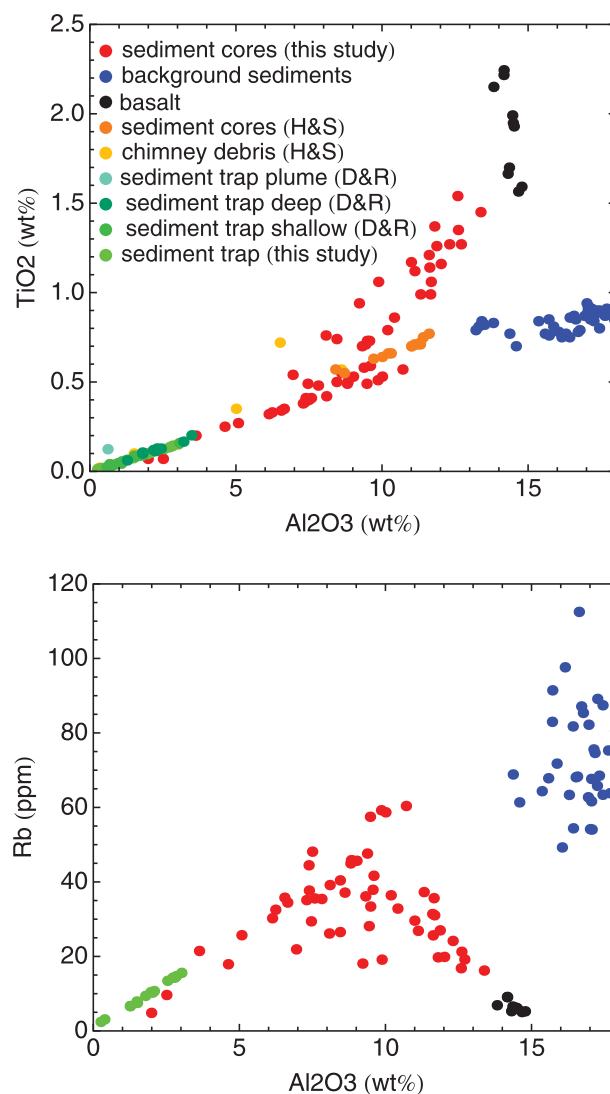 2.5
2.0
1.5
1.0
0.5
0.0
TiO2 (wt%)
sediment cores (this study)
background sediments
basalt
sediment cores (H&S)
chimney debris (H&S)
sediment trap plume (D&R)
sediment trap deep (D&R)
sediment trap shallow (D&R)
sediment trap (this study)
0 5 10 15
Al2O3 (wt%)
120
100
80
60
40
20
0
Rb (ppm)
0 5 10 15
Al2O3 (wt%)